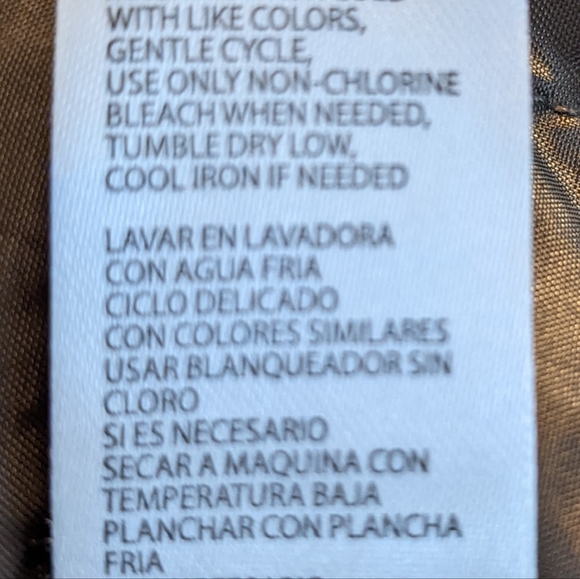 WITH LIKE COLORS,
GENTLE CYCLE,
USE ONLY NON-CHLORINE
BLEACH WHEN NEEDED,
TUMBLE DRY LOW,
COOL IRON IF NEEDED
LAVAR EN LAVADORA
CON AGUA FRIA
CICLO DELICADO
CON COLORES SIMILARES
USAR BLANQUEADOR SIN
CLORO
SI ES NECESARIO
SECAR A MAQUINA CON
TEMPERATURA BAJA
PLANCHAR CON PLANCHA
FRIA